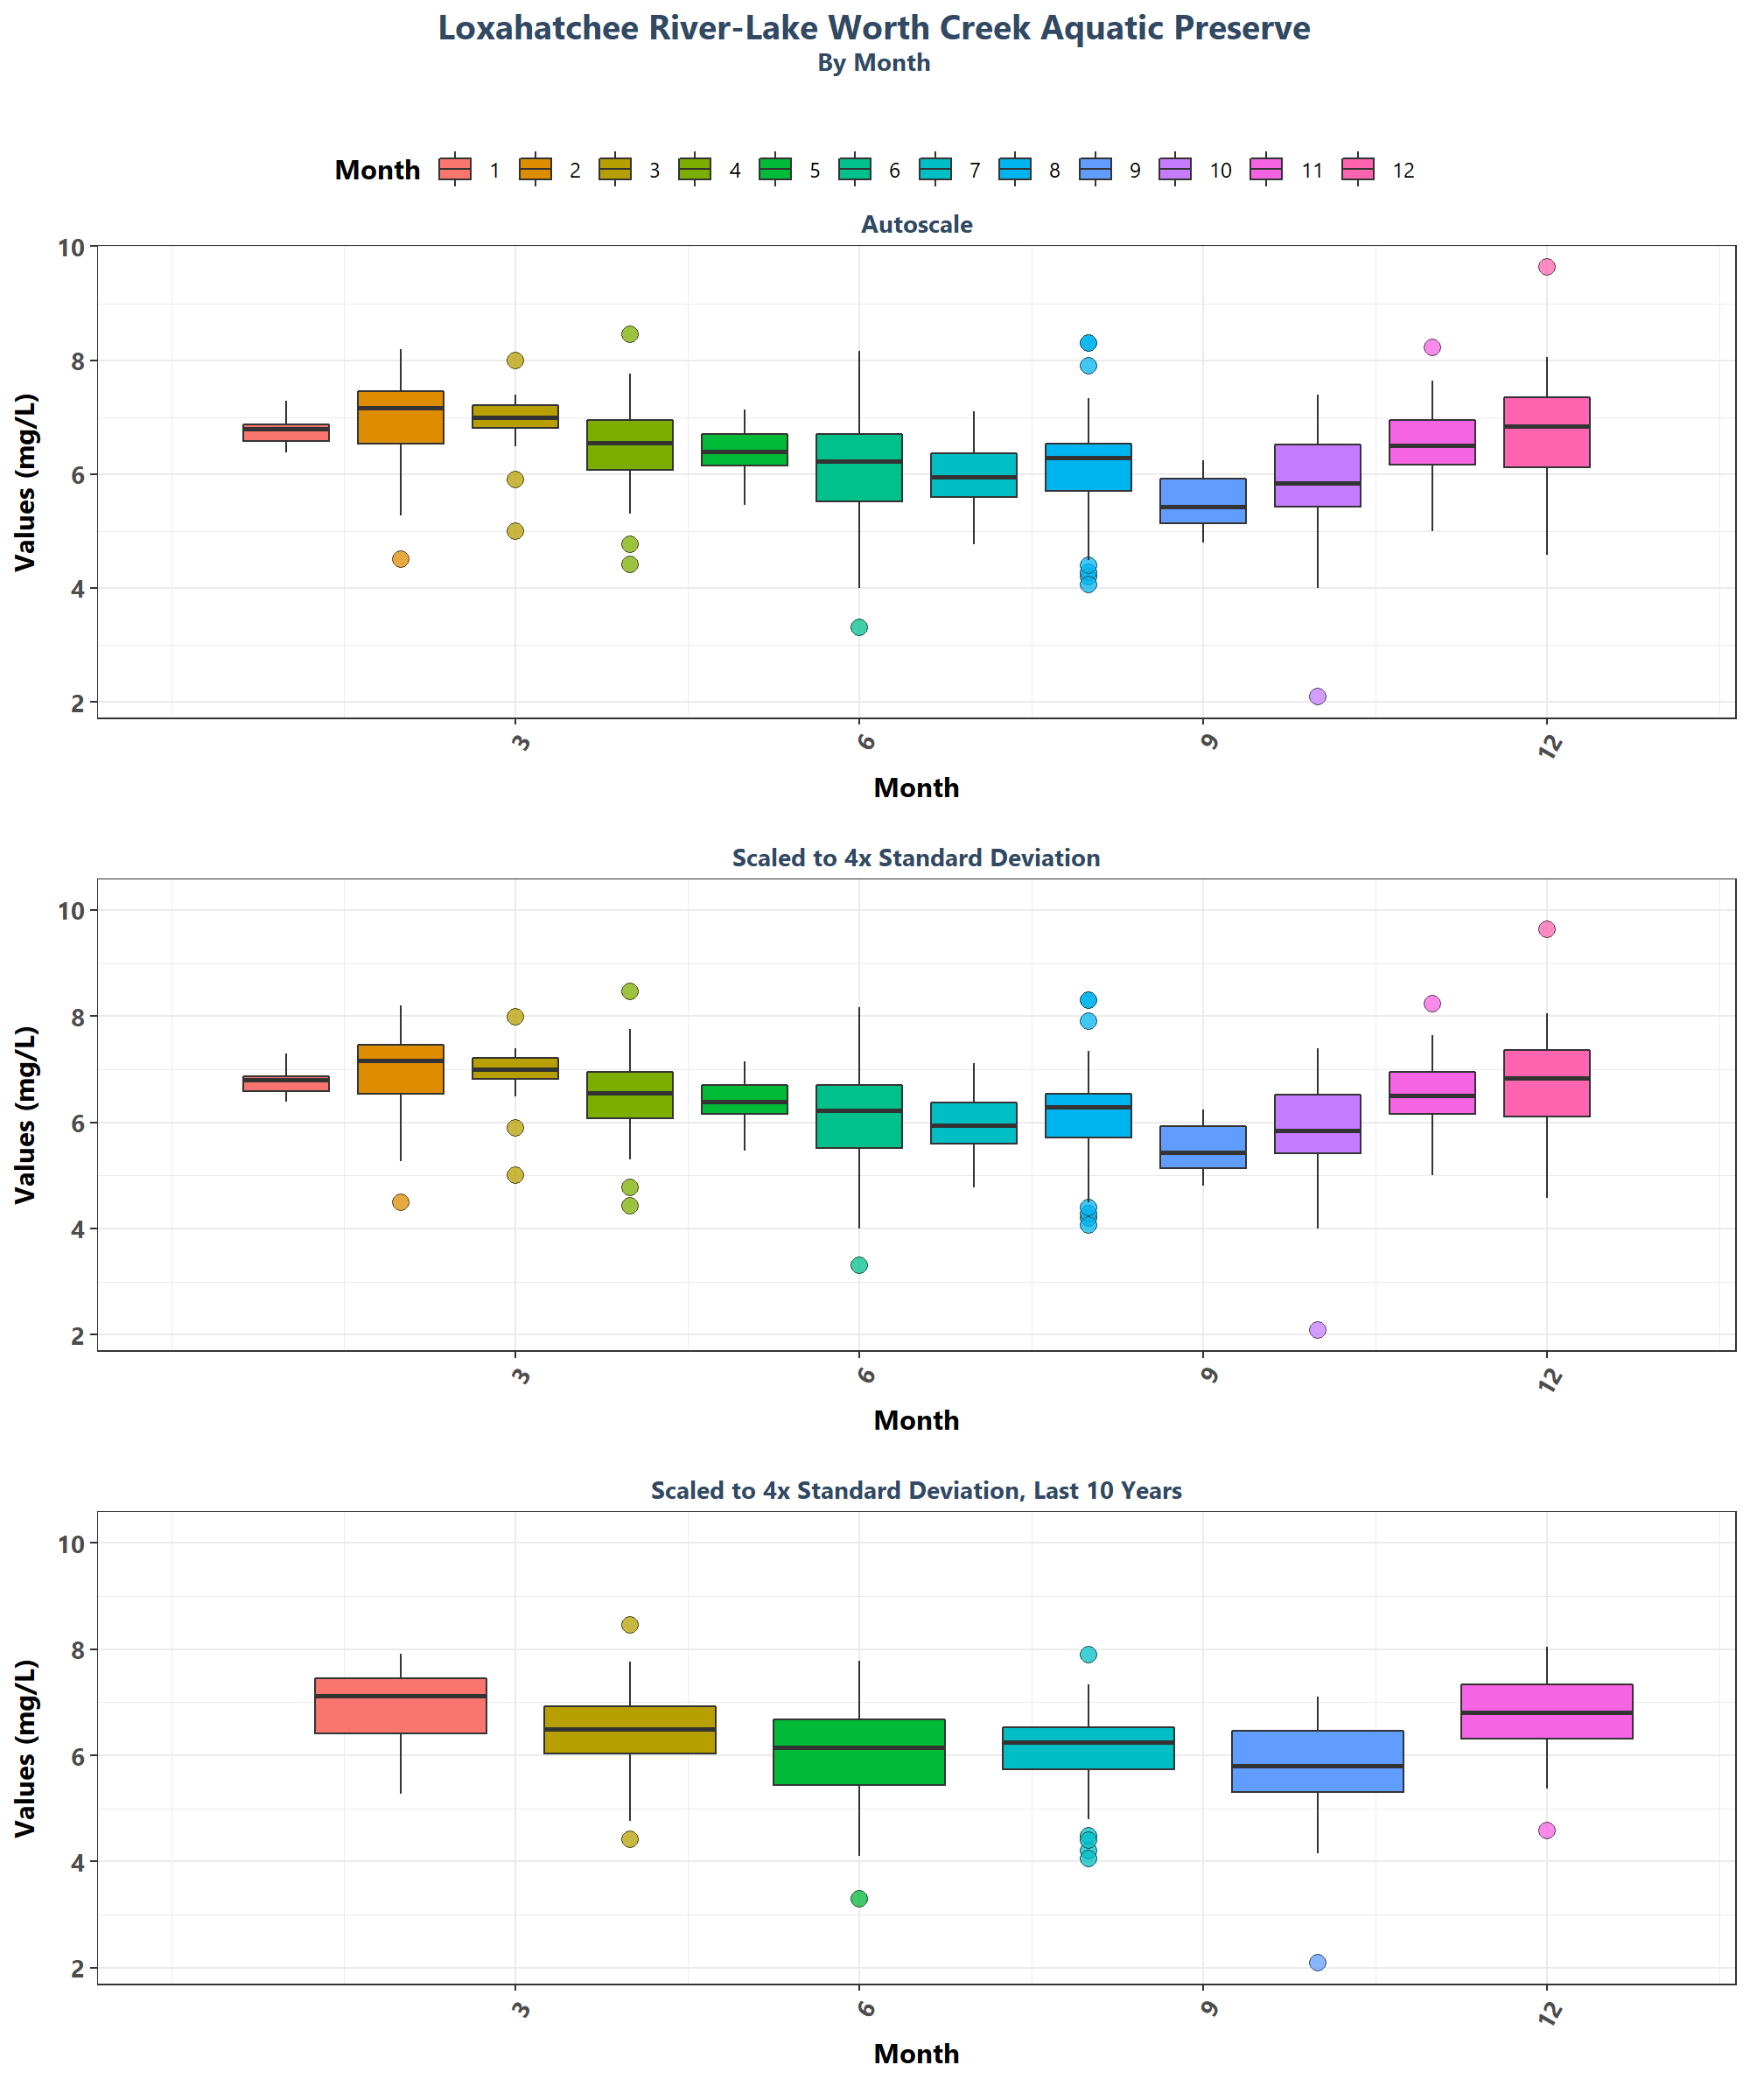 Loxahatchee River-Lake Worth Creek Aquatic Preserve
By Month
Month 1 2 3 4 5 6 7 8 9 10 11 12
Autoscale
Values (mg/L)
10
8
6
4
2
3 6 9 12
Month
Scaled to 4x Standard Deviation
Values (mg/L)
10
8
6
4
2
3 6 9 12
Month
Scaled to 4x Standard Deviation, Last 10 Years
Values (mg/L)
10
8
6
4
2
3 6 9 12
Month